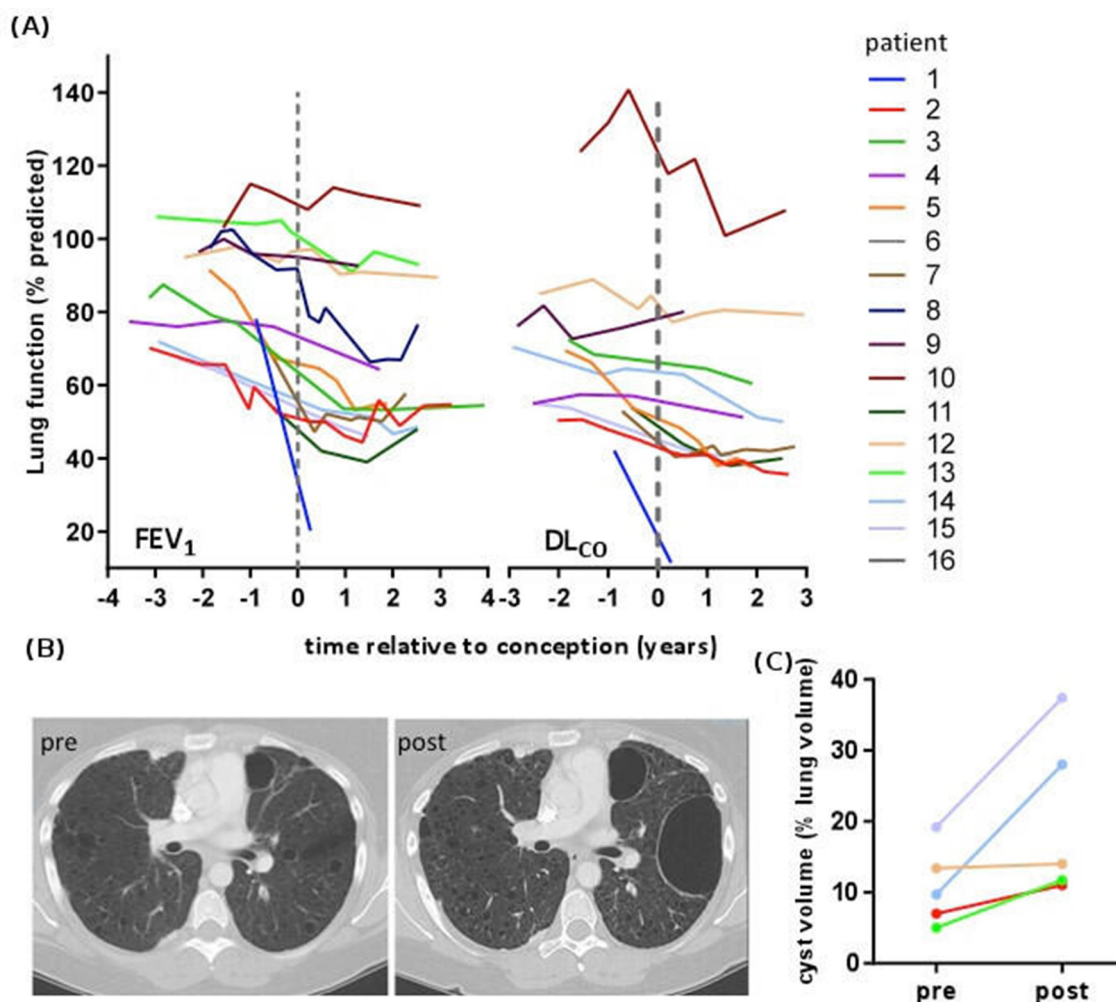 (A)
Lung function (% predicted)
140
120
100
80
60
40
20
-4 -3 -2 -1 0 1 2 3 4
FEV1
-3 -2 -1 0 1 2 3
DLCO
time relative to conception (years)
patient
1
2
3
4
5
6
7
8
9
10
11
12
13
14
15
16
(B)
pre
post
(C)
cyst volume (% lung volume)
40
30
20
10
0
pre post